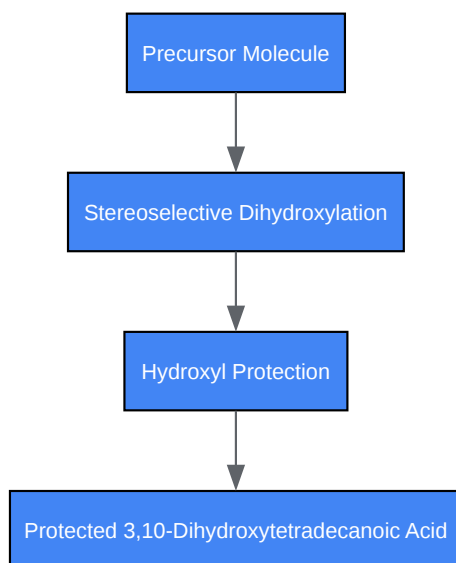 Precursor Molecule
Stereoselective Dihydroxylation
Hydroxyl Protection
Protected 3,10-Dihydroxytetradecanoic Acid